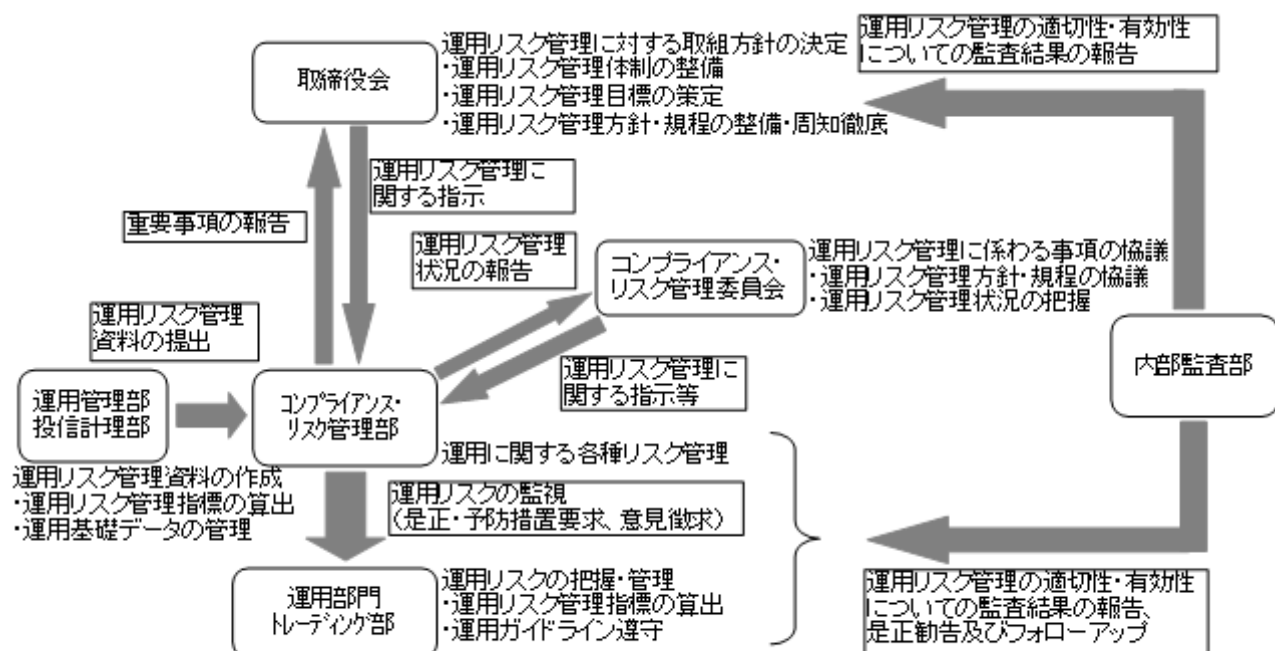 取締役会
運用リスク管理に対する取組方針の決定
・運用リスク管理体制の整備
・運用リスク管理目標の策定
・運用リスク管理方針・規程の整備・周知徹底
運用リスク管理の適切性・有効性
についての監査結果の報告
運用リスク管理に
関する指示
重要事項の報告
運用リスク管理
状況の報告
コンプライアンス・
リスク管理委員会
運用リスク管理に係わる事項の協議
・運用リスク管理方針・規程の協議
・運用リスク管理状況の把握
運用リスク管理
資料の提出
内部監査部
運用リスク管理に
関する指示等
運用管理部
投信計理部
コンプライアンス・
リスク管理部
運用に関する各種リスク管理
運用リスク管理資料の作成
・運用リスク管理指標の算出
・運用基礎データの管理
運用リスクの監視
(是正・予防措置要求、意見徴求)
運用部門
トレーディング部
運用リスクの把握・管理
・運用リスク管理指標の算出
・運用ガイドライン遵守
運用リスク管理の適切性・有効性
についての監査結果の報告、
是正勧告及びフォローアップ